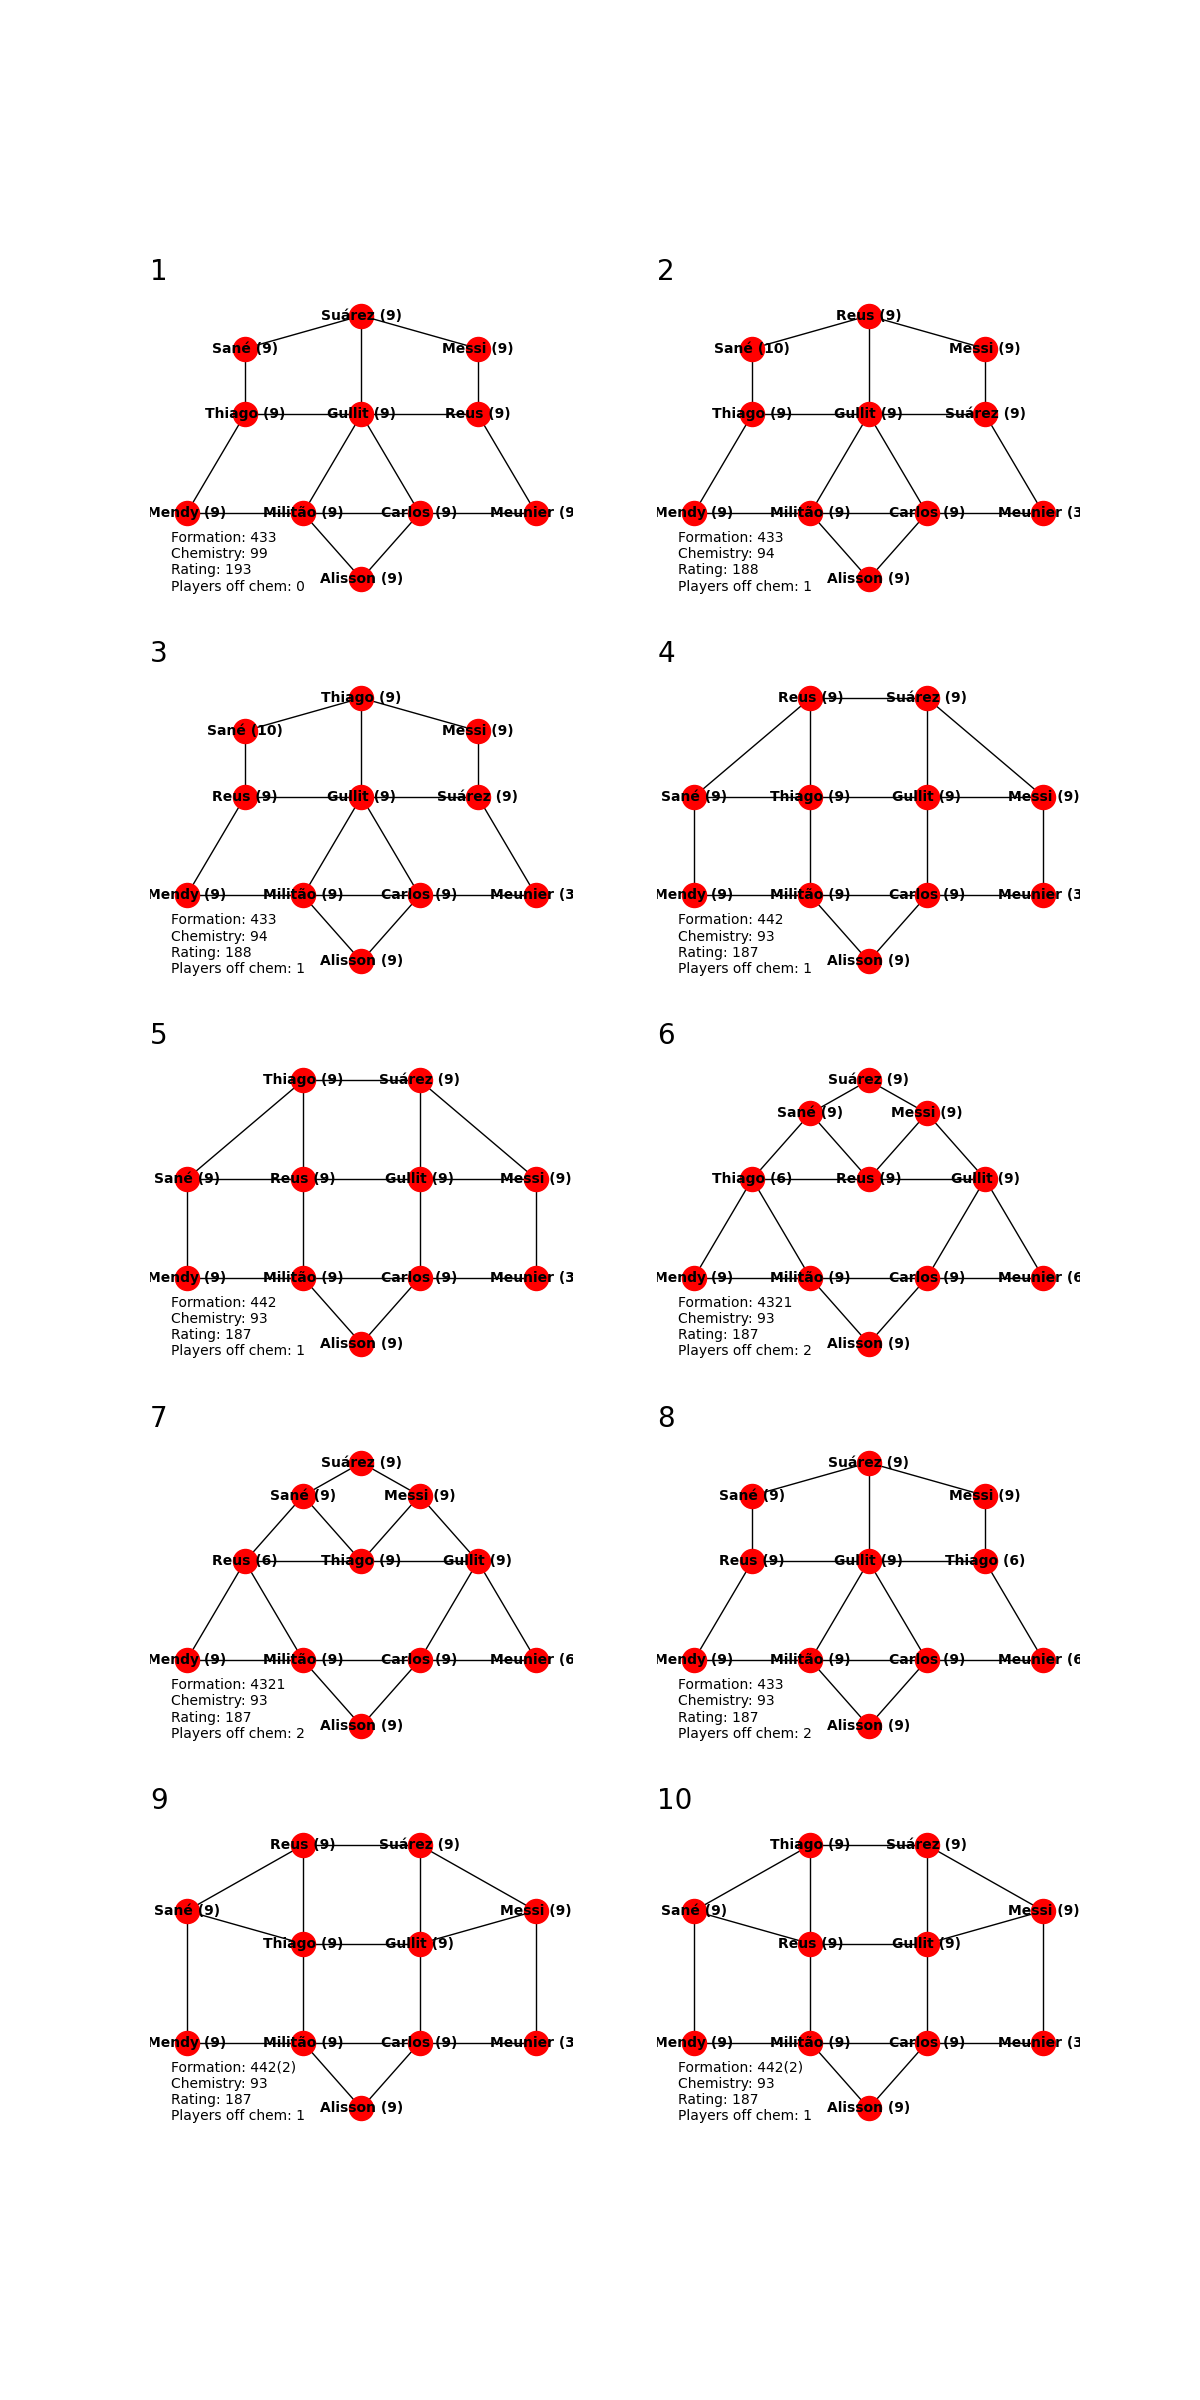 1
Suárez (9)
Sané (9)
Messi (9)
Thiago (9)
Gullit (9)
Reus (9)
Mendy (9)
Militão (9)
Carlos (9)
Meunier (9
Formation: 433
Chemistry: 99
Rating: 193
Players off chem: 0
Alisson (9)
2
Reus (9)
Sané (10)
Messi (9)
Thiago (9)
Gullit (9)
Suárez (9)
Mendy (9)
Militão (9)
Carlos (9)
Meunier (3
Formation: 433
Chemistry: 94
Rating: 188
Players off chem: 1
Alisson (9)
3
Thiago (9)
Sané (10)
Messi (9)
Reus (9)
Gullit (9)
Suárez (9)
Mendy (9)
Militão (9)
Carlos (9)
Meunier (3
Formation: 433
Chemistry: 94
Rating: 188
Players off chem: 1
Alisson (9)
4
Reus (9)
Suárez (9)
Sané (9)
Thiago (9)
Gullit (9)
Messi (9)
Mendy (9)
Militão (9)
Carlos (9)
Meunier (3
Formation: 442
Chemistry: 93
Rating: 187
Players off chem: 1
Alisson (9)
5
Thiago (9)
Suárez (9)
Sané (9)
Reus (9)
Gullit (9)
Messi (9)
Mendy (9)
Militão (9)
Carlos (9)
Meunier (3
Formation: 442
Chemistry: 93
Rating: 187
Players off chem: 1
Alisson (9)
6
Suárez (9)
Sané (9)
Messi (9)
Thiago (6)
Reus (9)
Gullit (9)
Mendy (9)
Militão (9)
Carlos (9)
Meunier (6
Formation: 4321
Chemistry: 93
Rating: 187
Players off chem: 2
Alisson (9)
7
Suárez (9)
Sané (9)
Messi (9)
Reus (6)
Thiago (9)
Gullit (9)
Mendy (9)
Militão (9)
Carlos (9)
Meunier (6
Formation: 4321
Chemistry: 93
Rating: 187
Players off chem: 2
Alisson (9)
8
Suárez (9)
Sané (9)
Messi (9)
Reus (9)
Gullit (9)
Thiago (6)
Mendy (9)
Militão (9)
Carlos (9)
Meunier (6
Formation: 433
Chemistry: 93
Rating: 187
Players off chem: 2
Alisson (9)
9
Reus (9)
Suárez (9)
Sané (9)
Messi (9)
Thiago (9)
Gullit (9)
Mendy (9)
Militão (9)
Carlos (9)
Meunier (3
Formation: 442(2)
Chemistry: 93
Rating: 187
Players off chem: 1
Alisson (9)
10
Thiago (9)
Suárez (9)
Sané (9)
Messi (9)
Reus (9)
Gullit (9)
Mendy (9)
Militão (9)
Carlos (9)
Meunier (3
Formation: 442(2)
Chemistry: 93
Rating: 187
Players off chem: 1
Alisson (9)